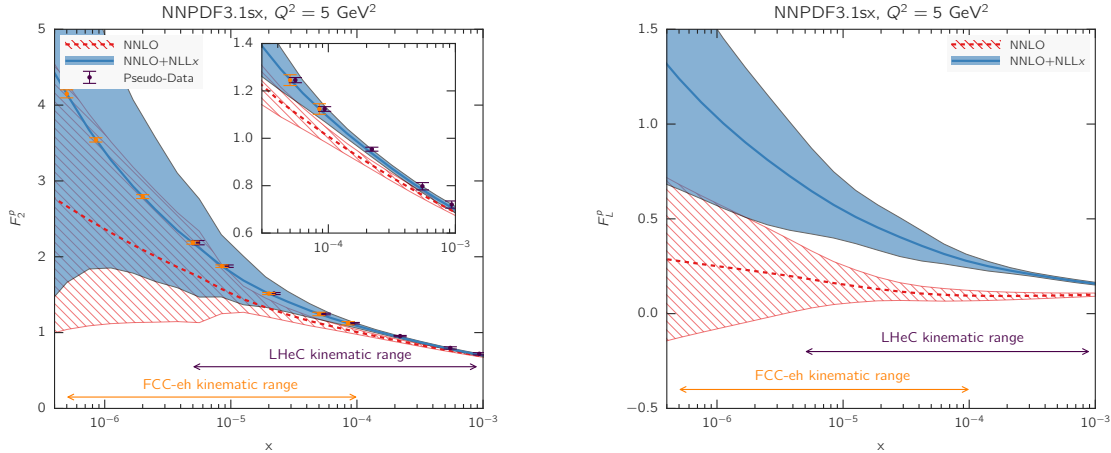 NNPDF3.1sx, Q² = 5 GeV²
NNLO
NNLO+NLLx
Pseudo-Data
5
4
3
2
1
0
F₂ᵖ
1.4
1.2
1.0
0.8
0.6
10⁻⁴
10⁻³
LHeC kinematic range
FCC-eh kinematic range
10⁻⁶
10⁻⁵
10⁻⁴
10⁻³
x
NNPDF3.1sx, Q² = 5 GeV²
NNLO
NNLO+NLLx
1.5
1.0
0.5
0.0
−0.5
F_Lᵖ
LHeC kinematic range
FCC-eh kinematic range
10⁻⁶
10⁻⁵
10⁻⁴
10⁻³
x